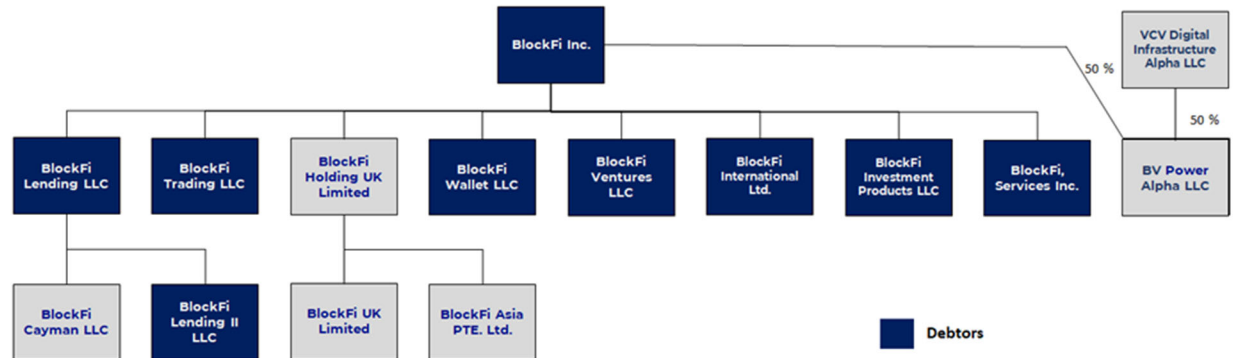 BlockFi Inc.
VCV Digital
Infrastructure
Alpha LLC
50 %
50 %
BlockFi
Lending LLC
BlockFi
Trading LLC
BlockFi
Holding UK
Limited
BlockFi
Wallet LLC
BlockFi
Ventures
LLC
BlockFi
International
Ltd.
BlockFi
Investment
Products LLC
BlockFi,
Services Inc.
BV Power
Alpha LLC
BlockFi
Cayman LLC
BlockFi
Lending II
LLC
BlockFi UK
Limited
BlockFi Asia
PTE. Ltd.
Debtors